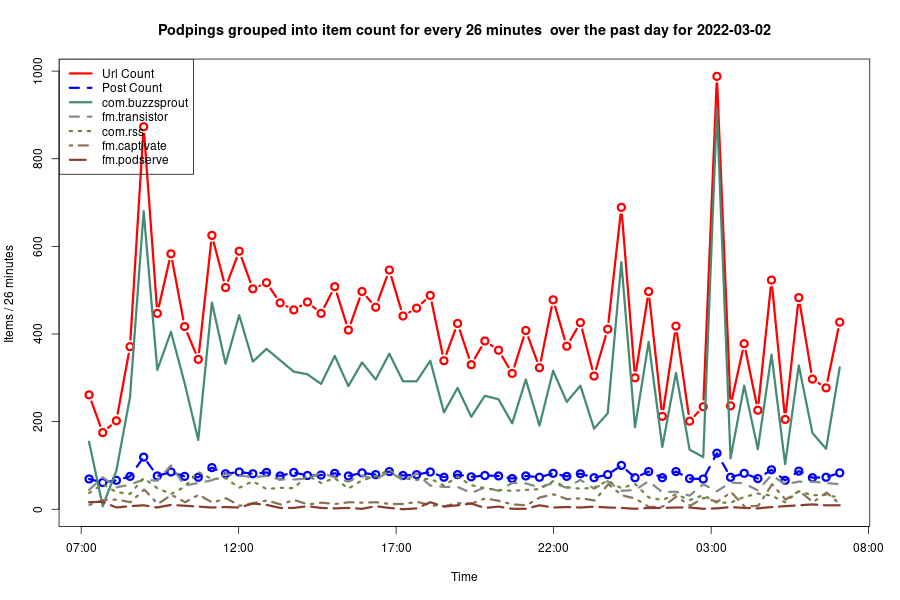 Podpings grouped into item count for every 26 minutes  over the past day for 2022-03-02
Items / 26 minutes
1000
800
600
400
200
0
Url Count
Post Count
com.buzzsprout
fm.transistor
com.rss
fm.captivate
fm.podserve
07:00 12:00 17:00 22:00 03:00 08:00
Time